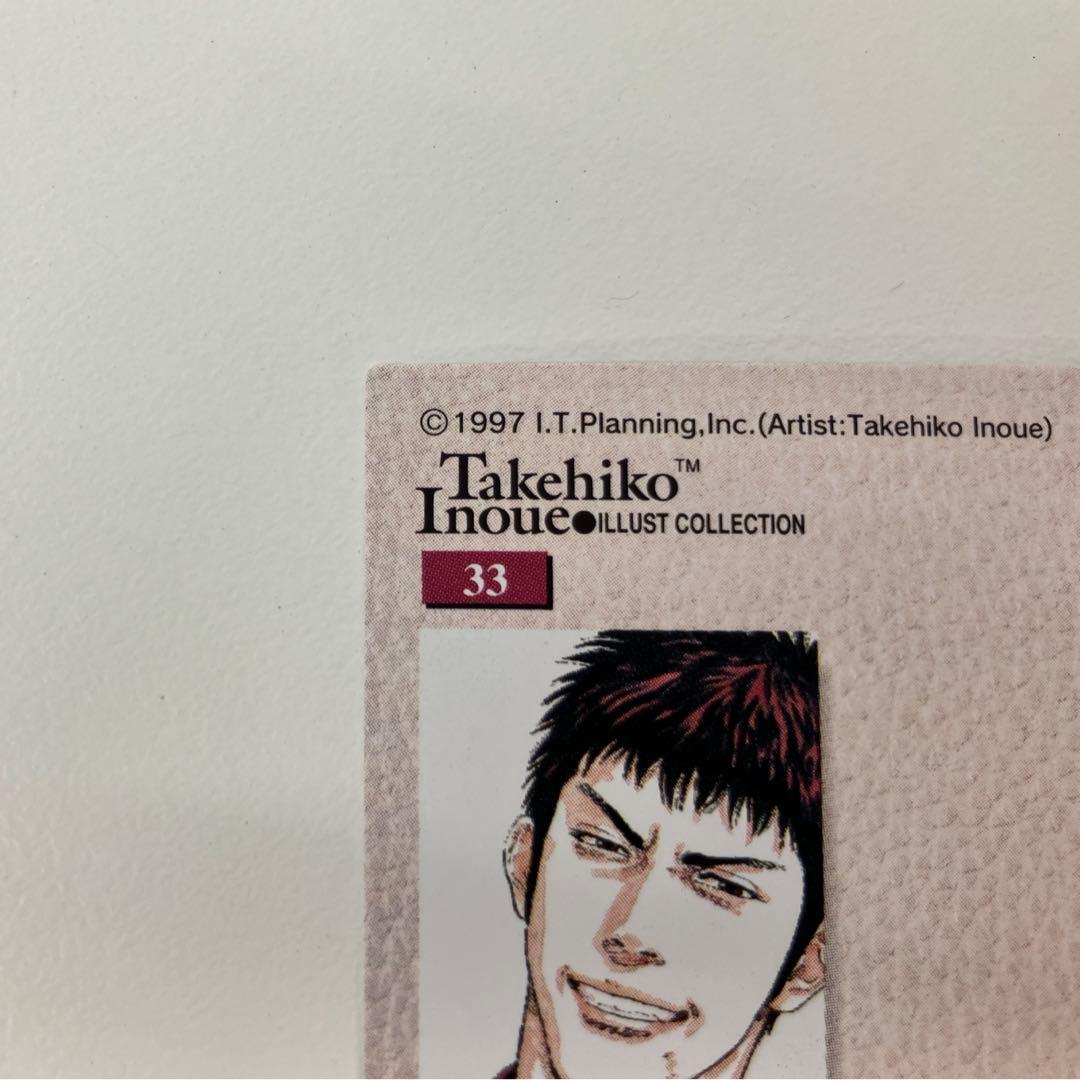 ©1997 I.T.Planning,Inc.(Artist:Takehiko Inoue)
Takehiko™
Inoue●ILLUST COLLECTION
33